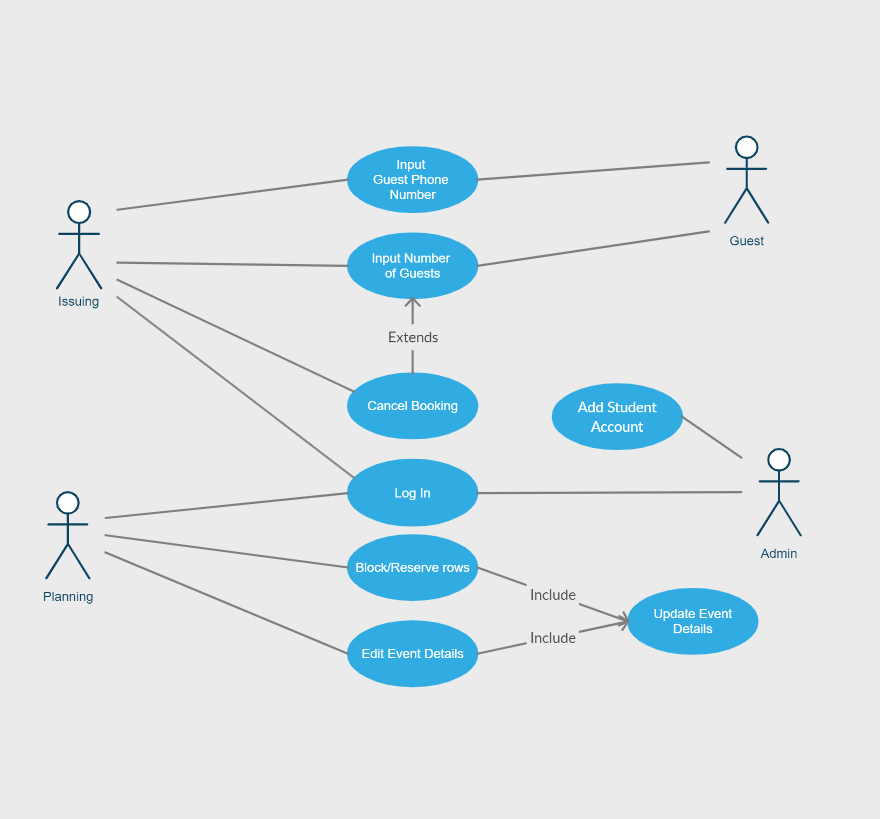 Input
Guest Phone
Number
Guest
Input Number
of Guests
Issuing
Extends
Cancel Booking
Add Student
Account
Log In
Admin
Planning
Block/Reserve rows
Include
Update Event
Details
Include
Edit Event Details